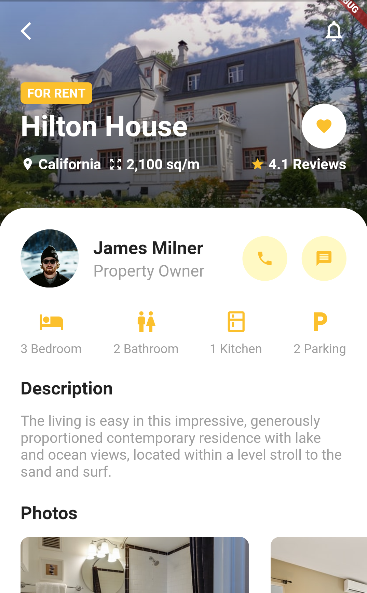 FOR RENT
Hilton House
California 2,100 sq/m 4.1 Reviews
James Milner
Property Owner
3 Bedroom 2 Bathroom 1 Kitchen 2 Parking
Description
The living is easy in this impressive, generously
proportioned contemporary residence with lake
and ocean views, located within a level stroll to the
sand and surf.
Photos